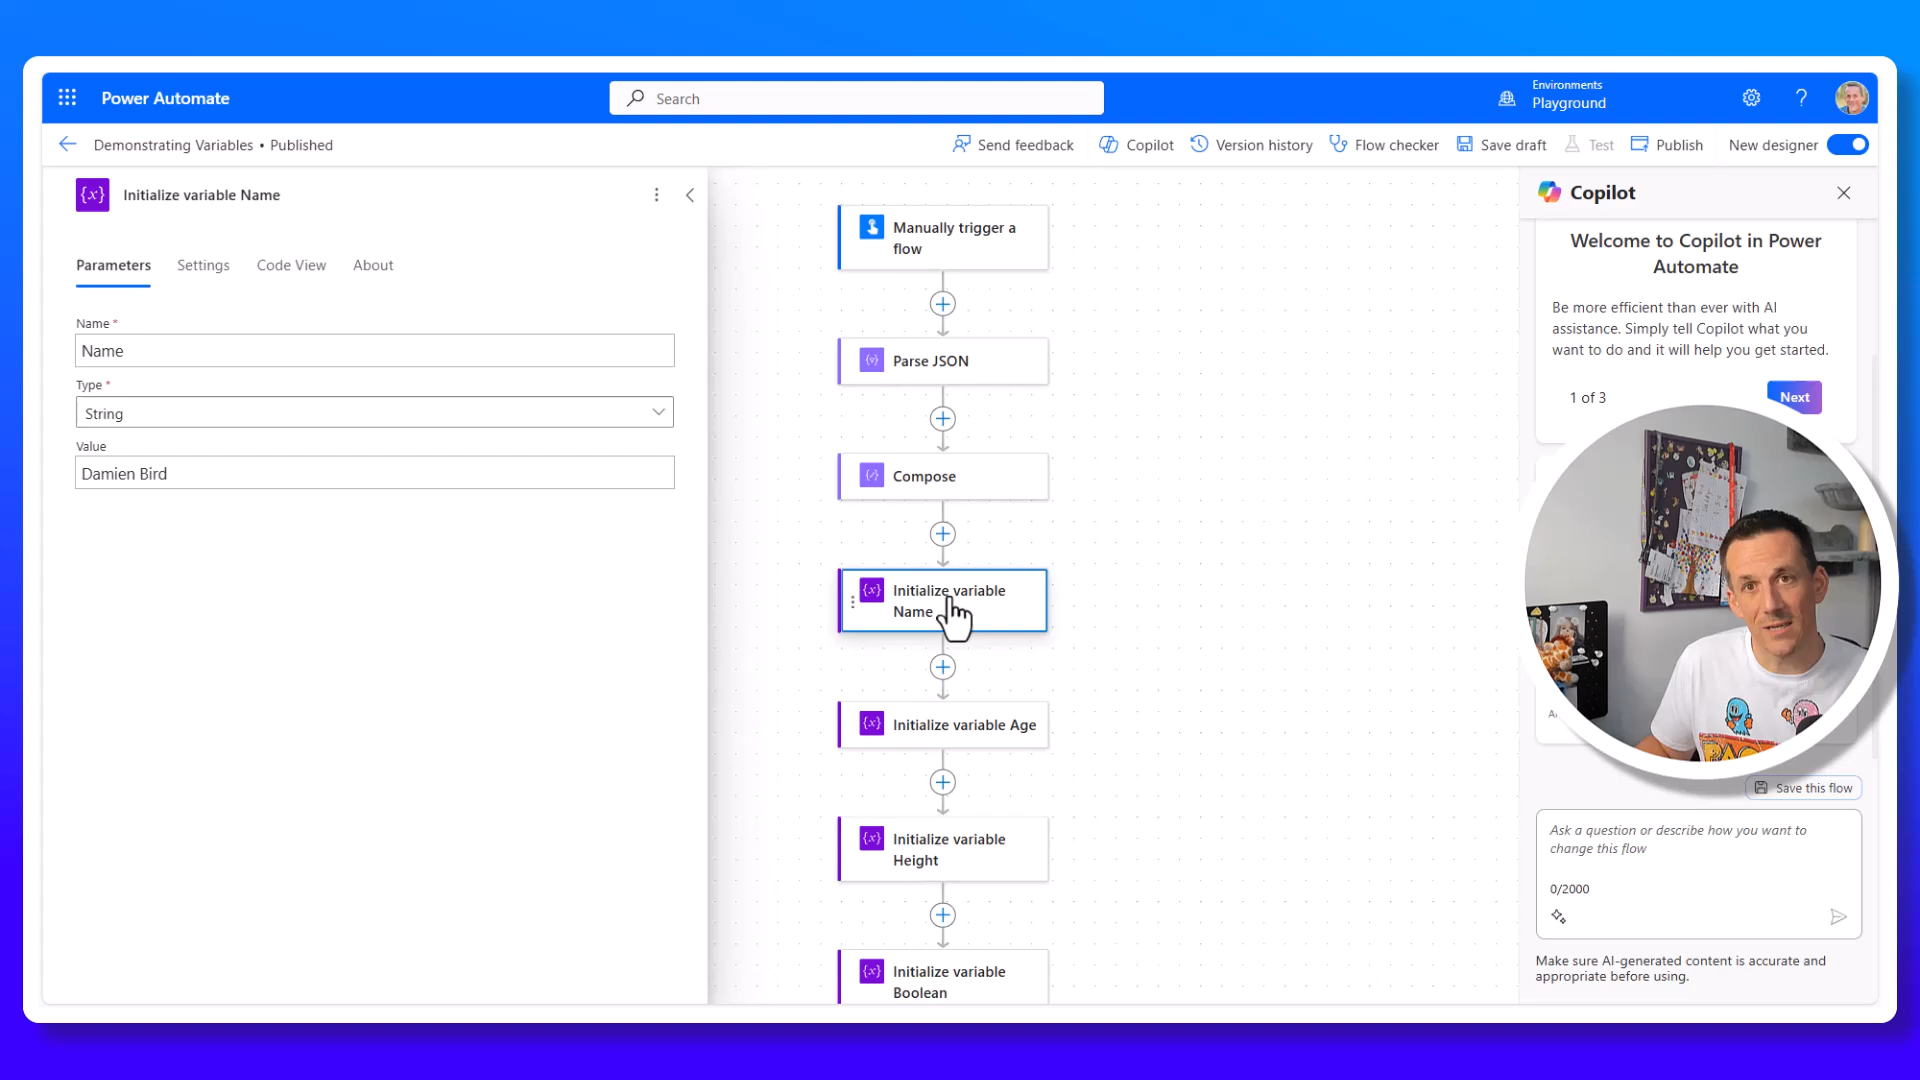 Power Automate
Search
Environments
Playground
Demonstrating Variables • Published
Send feedback
Copilot
Version history
Flow checker
Save draft
Test
Publish
New designer
Initialize variable Name
Parameters
Settings
Code View
About
Name *
Name
Type *
String
Value
Damien Bird
Manually trigger a
flow
Parse JSON
Compose
Initialize variable
Name
Initialize variable Age
Initialize variable
Height
Initialize variable
Boolean
Copilot
Welcome to Copilot in Power
Automate
Be more efficient than ever with AI
assistance. Simply tell Copilot what you
want to do and it will help you get started.
1 of 3
Next
Save this flow
Ask a question or describe how you want to
change this flow
0/2000
Make sure AI-generated content is accurate and
appropriate before using.